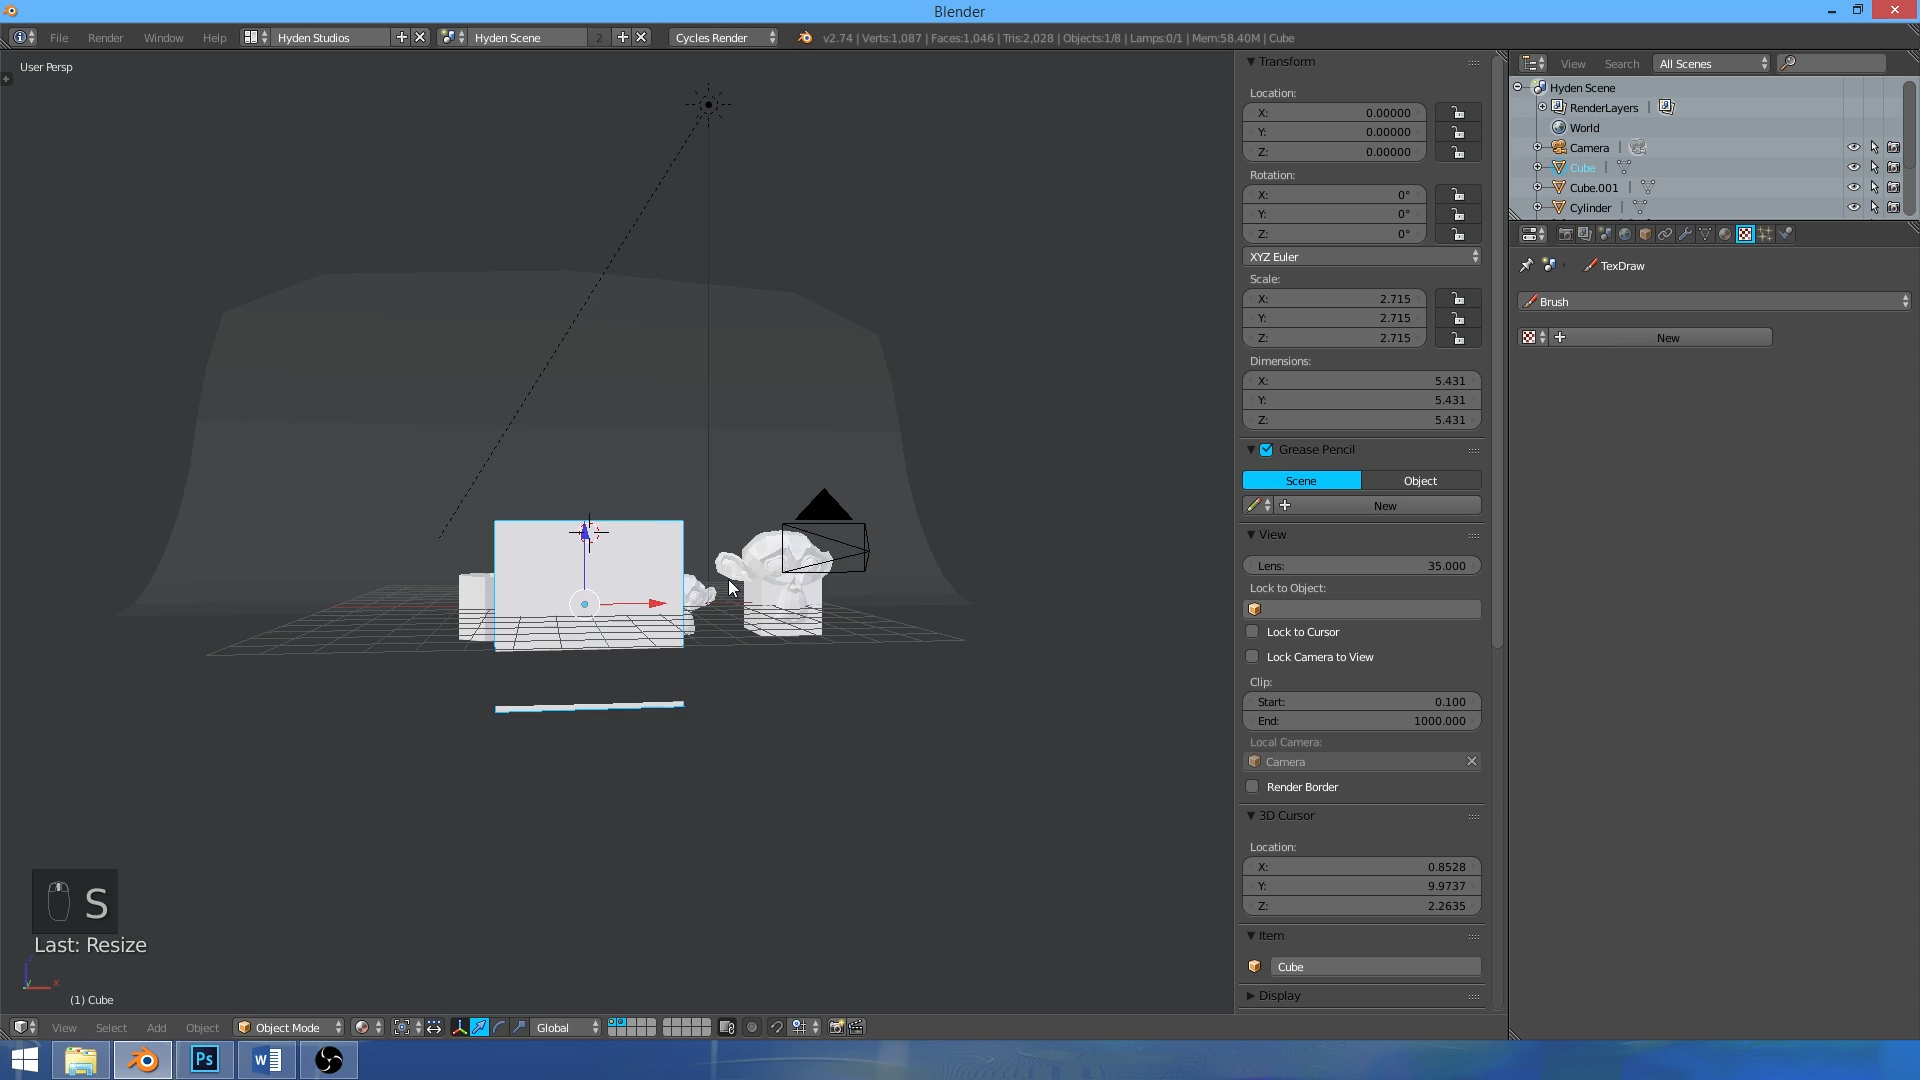 Blender
File Render Window Help Hyden Studios Hyden Scene 2 Cycles Render v2.74 | Verts:1,087 | Faces:1,046 | Tris:2,028 | Objects:1/8 | Lamps:0/1 | Mem:58.40M | Cube
User Persp
Transform
Location:
X: 0.00000
Y: 0.00000
Z: 0.00000
Rotation:
X: 0°
Y: 0°
Z: 0°
XYZ Euler
Scale:
X: 2.715
Y: 2.715
Z: 2.715
Dimensions:
X: 5.431
Y: 5.431
Z: 5.431
Grease Pencil
Scene Object
New
View
Lens: 35.000
Lock to Object:
Lock to Cursor
Lock Camera to View
Clip:
Start: 0.100
End: 1000.000
Local Camera:
Camera
Render Border
3D Cursor
Location:
X: 0.8528
Y: 9.9737
Z: 2.2635
Item
Cube
Display
View Search All Scenes
Hyden Scene
RenderLayers
World
Camera
Cube
Cube.001
Cylinder
TexDraw
Brush
New
S
Last: Resize
z
y x
(1) Cube
View Select Add Object Object Mode Global
Ps
W